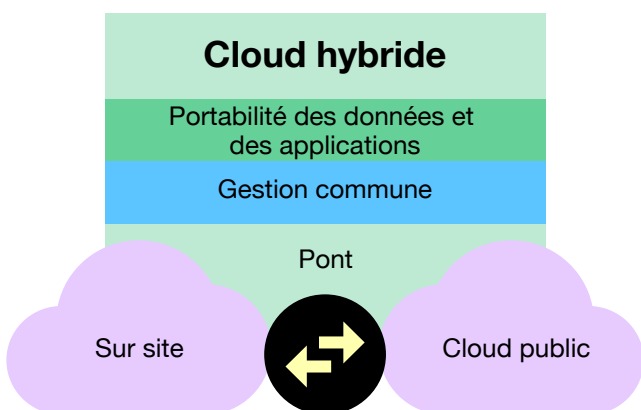 Cloud hybride
Portabilité des données et
des applications
Gestion commune
Pont
Sur site
Cloud public